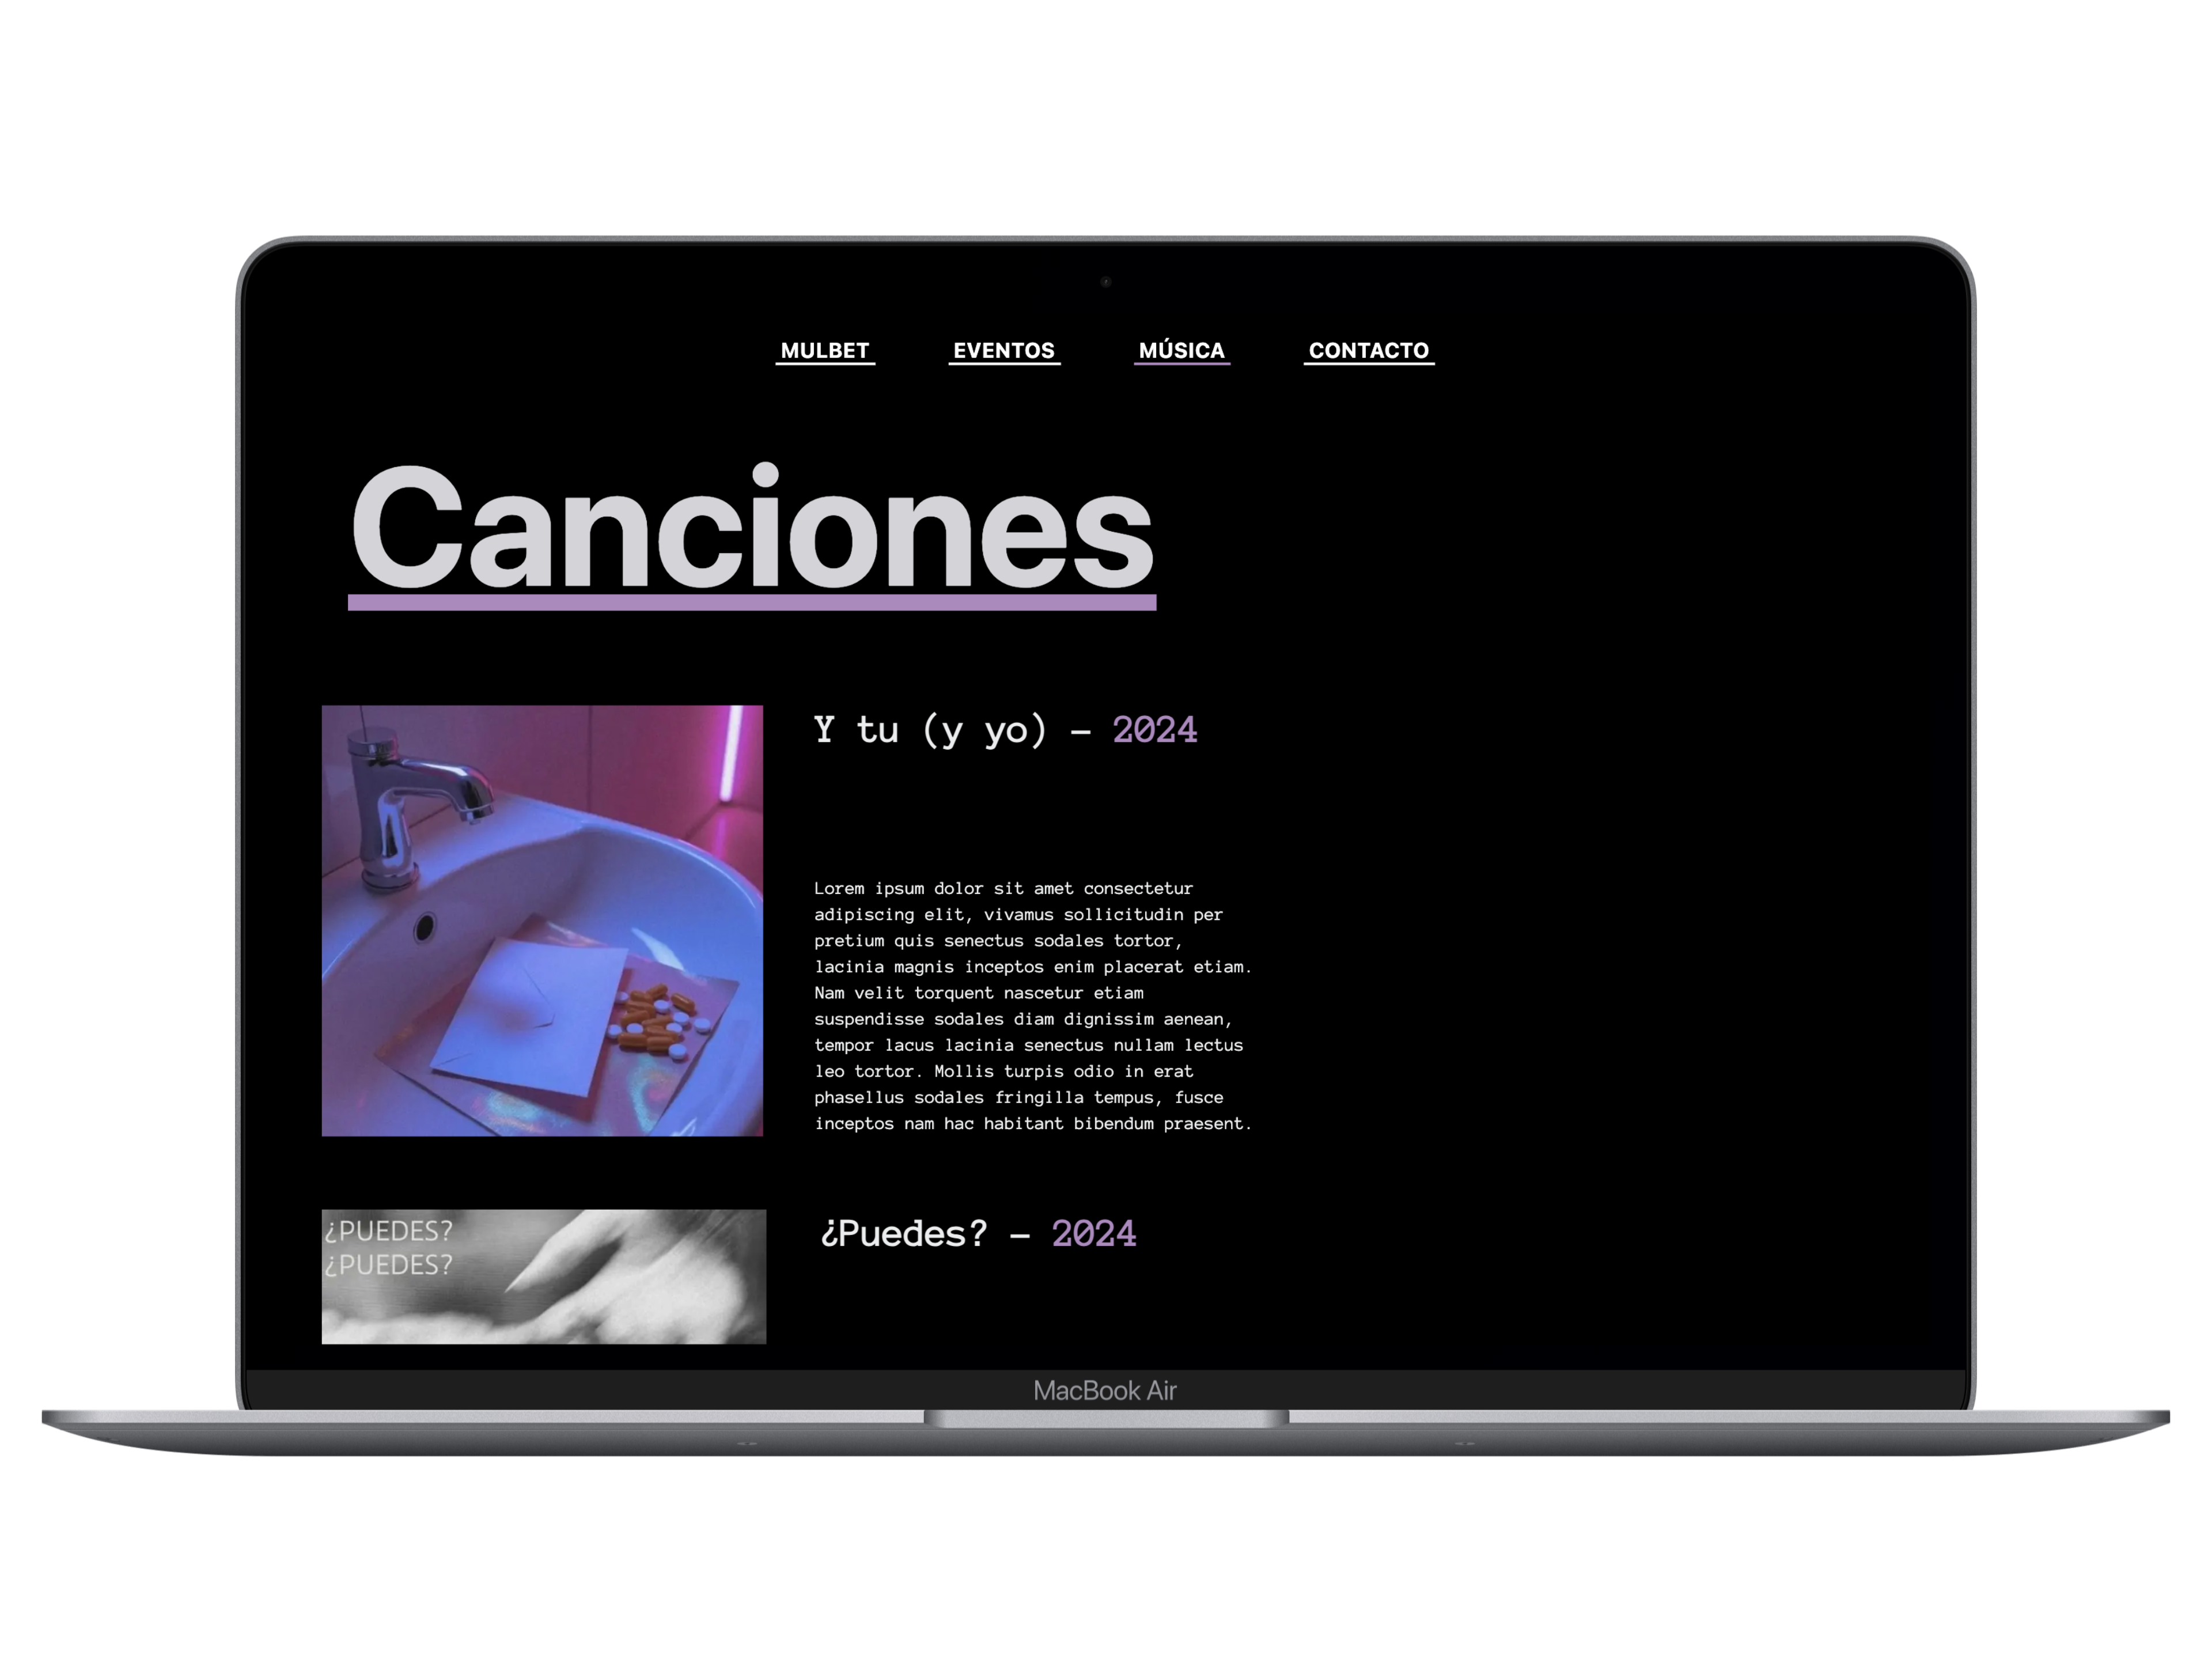 MULBET EVENTOS MÚSICA CONTACTO
Canciones
Y tu (y yo) – 2024
Lorem ipsum dolor sit amet consectetur
adipiscing elit, vivamus sollicitudin per
pretium quis senectus sodales tortor,
lacinia magnis inceptos enim placerat etiam.
Nam velit torquent nascetur etiam
suspendisse sodales diam dignissim aenean,
tempor lacus lacinia senectus nullam lectus
leo tortor. Mollis turpis odio in erat
phasellus sodales fringilla tempus, fusce
inceptos nam hac habitant bibendum praesent.
¿PUEDES?
¿PUEDES?
¿Puedes? – 2024
MacBook Air